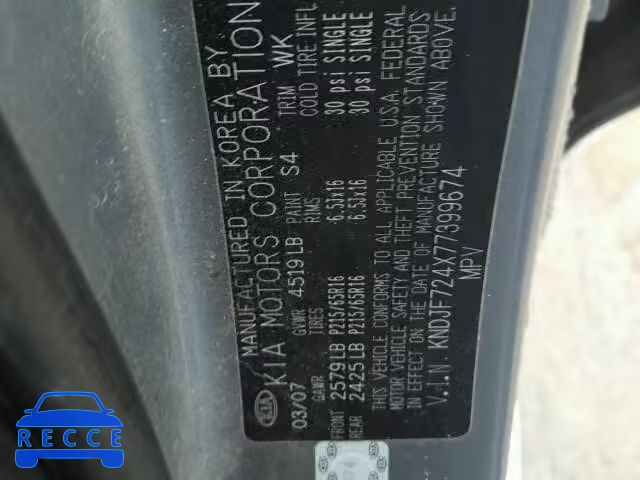 MANUFACTURED IN KOREA BY
KIA MOTORS CORPORATION
KIA
03/07 GVWR 4519LB PAINT S4 TRIM WK
GAWR TIRES RIMS COLD TIRE INFL
FRONT 2579LB P215/65R16 6.5Jx16 30 psi SINGLE
REAR 2425LB P215/65R16 6.5Jx16 30 psi SINGLE
THIS VEHICLE CONFORMS TO ALL APPLICABLE U.S.A. FEDERAL
MOTOR VEHICLE SAFETY AND THEFT PREVENTION STANDARDS
IN EFFECT ON THE DATE OF MANUFACTURE SHOWN ABOVE.
V.I.N. KNDJF724X77399674
MPV
RECCE